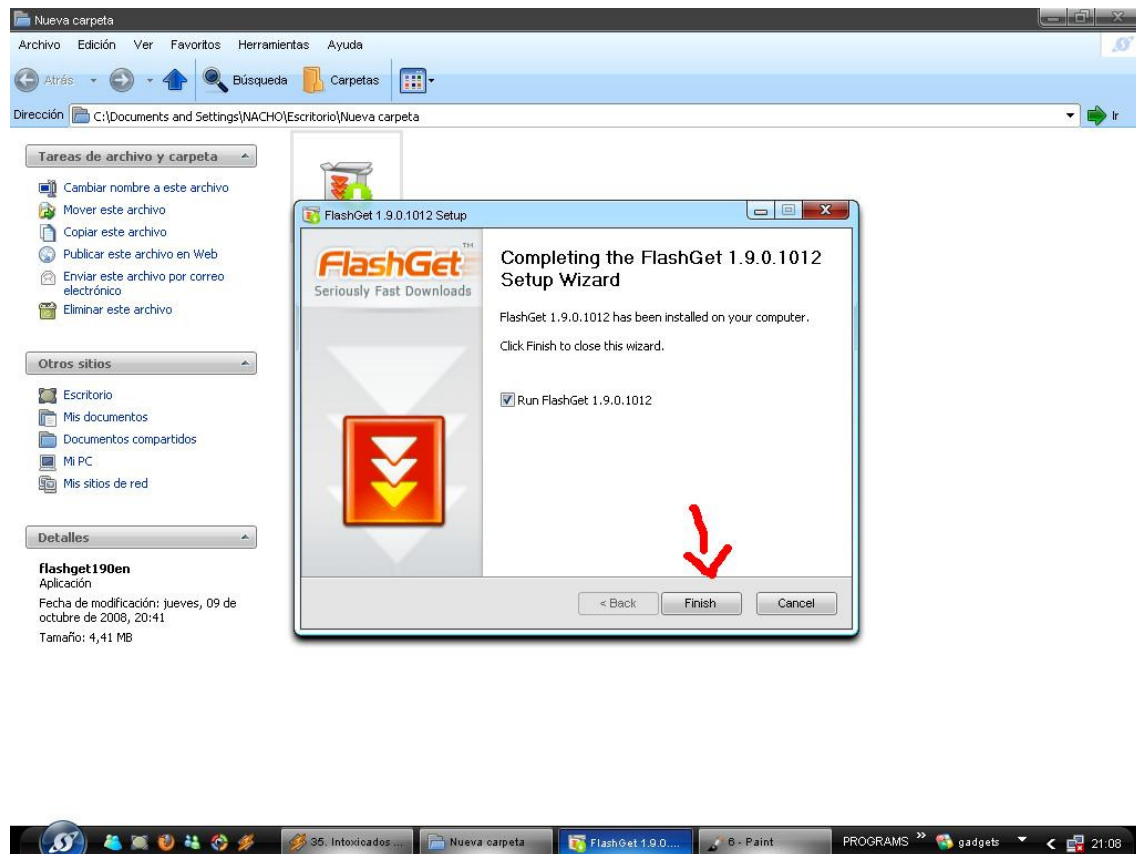 Nueva carpeta
Archivo Edición Ver Favoritos Herramientas Ayuda
Atrás Búsqueda Carpetas
Dirección C:\Documents and Settings\NACHO\Escritorio\Nueva carpeta Ir
Tareas de archivo y carpeta
Cambiar nombre a este archivo
Mover este archivo
Copiar este archivo
Publicar este archivo en Web
Enviar este archivo por correo
electrónico
Eliminar este archivo
Otros sitios
Escritorio
Mis documentos
Documentos compartidos
Mi PC
Mis sitios de red
Detalles
flashget190en
Aplicación
Fecha de modificación: jueves, 09 de
octubre de 2008, 20:41
Tamaño: 4,41 MB
FlashGet 1.9.0.1012 Setup
FlashGet™
Seriously Fast Downloads
Completing the FlashGet 1.9.0.1012
Setup Wizard
FlashGet 1.9.0.1012 has been installed on your computer.
Click Finish to close this wizard.
Run FlashGet 1.9.0.1012
< Back Finish Cancel
35. Intoxicados ... Nueva carpeta FlashGet 1.9.0.... 6 - Paint PROGRAMS » gadgets 21:08